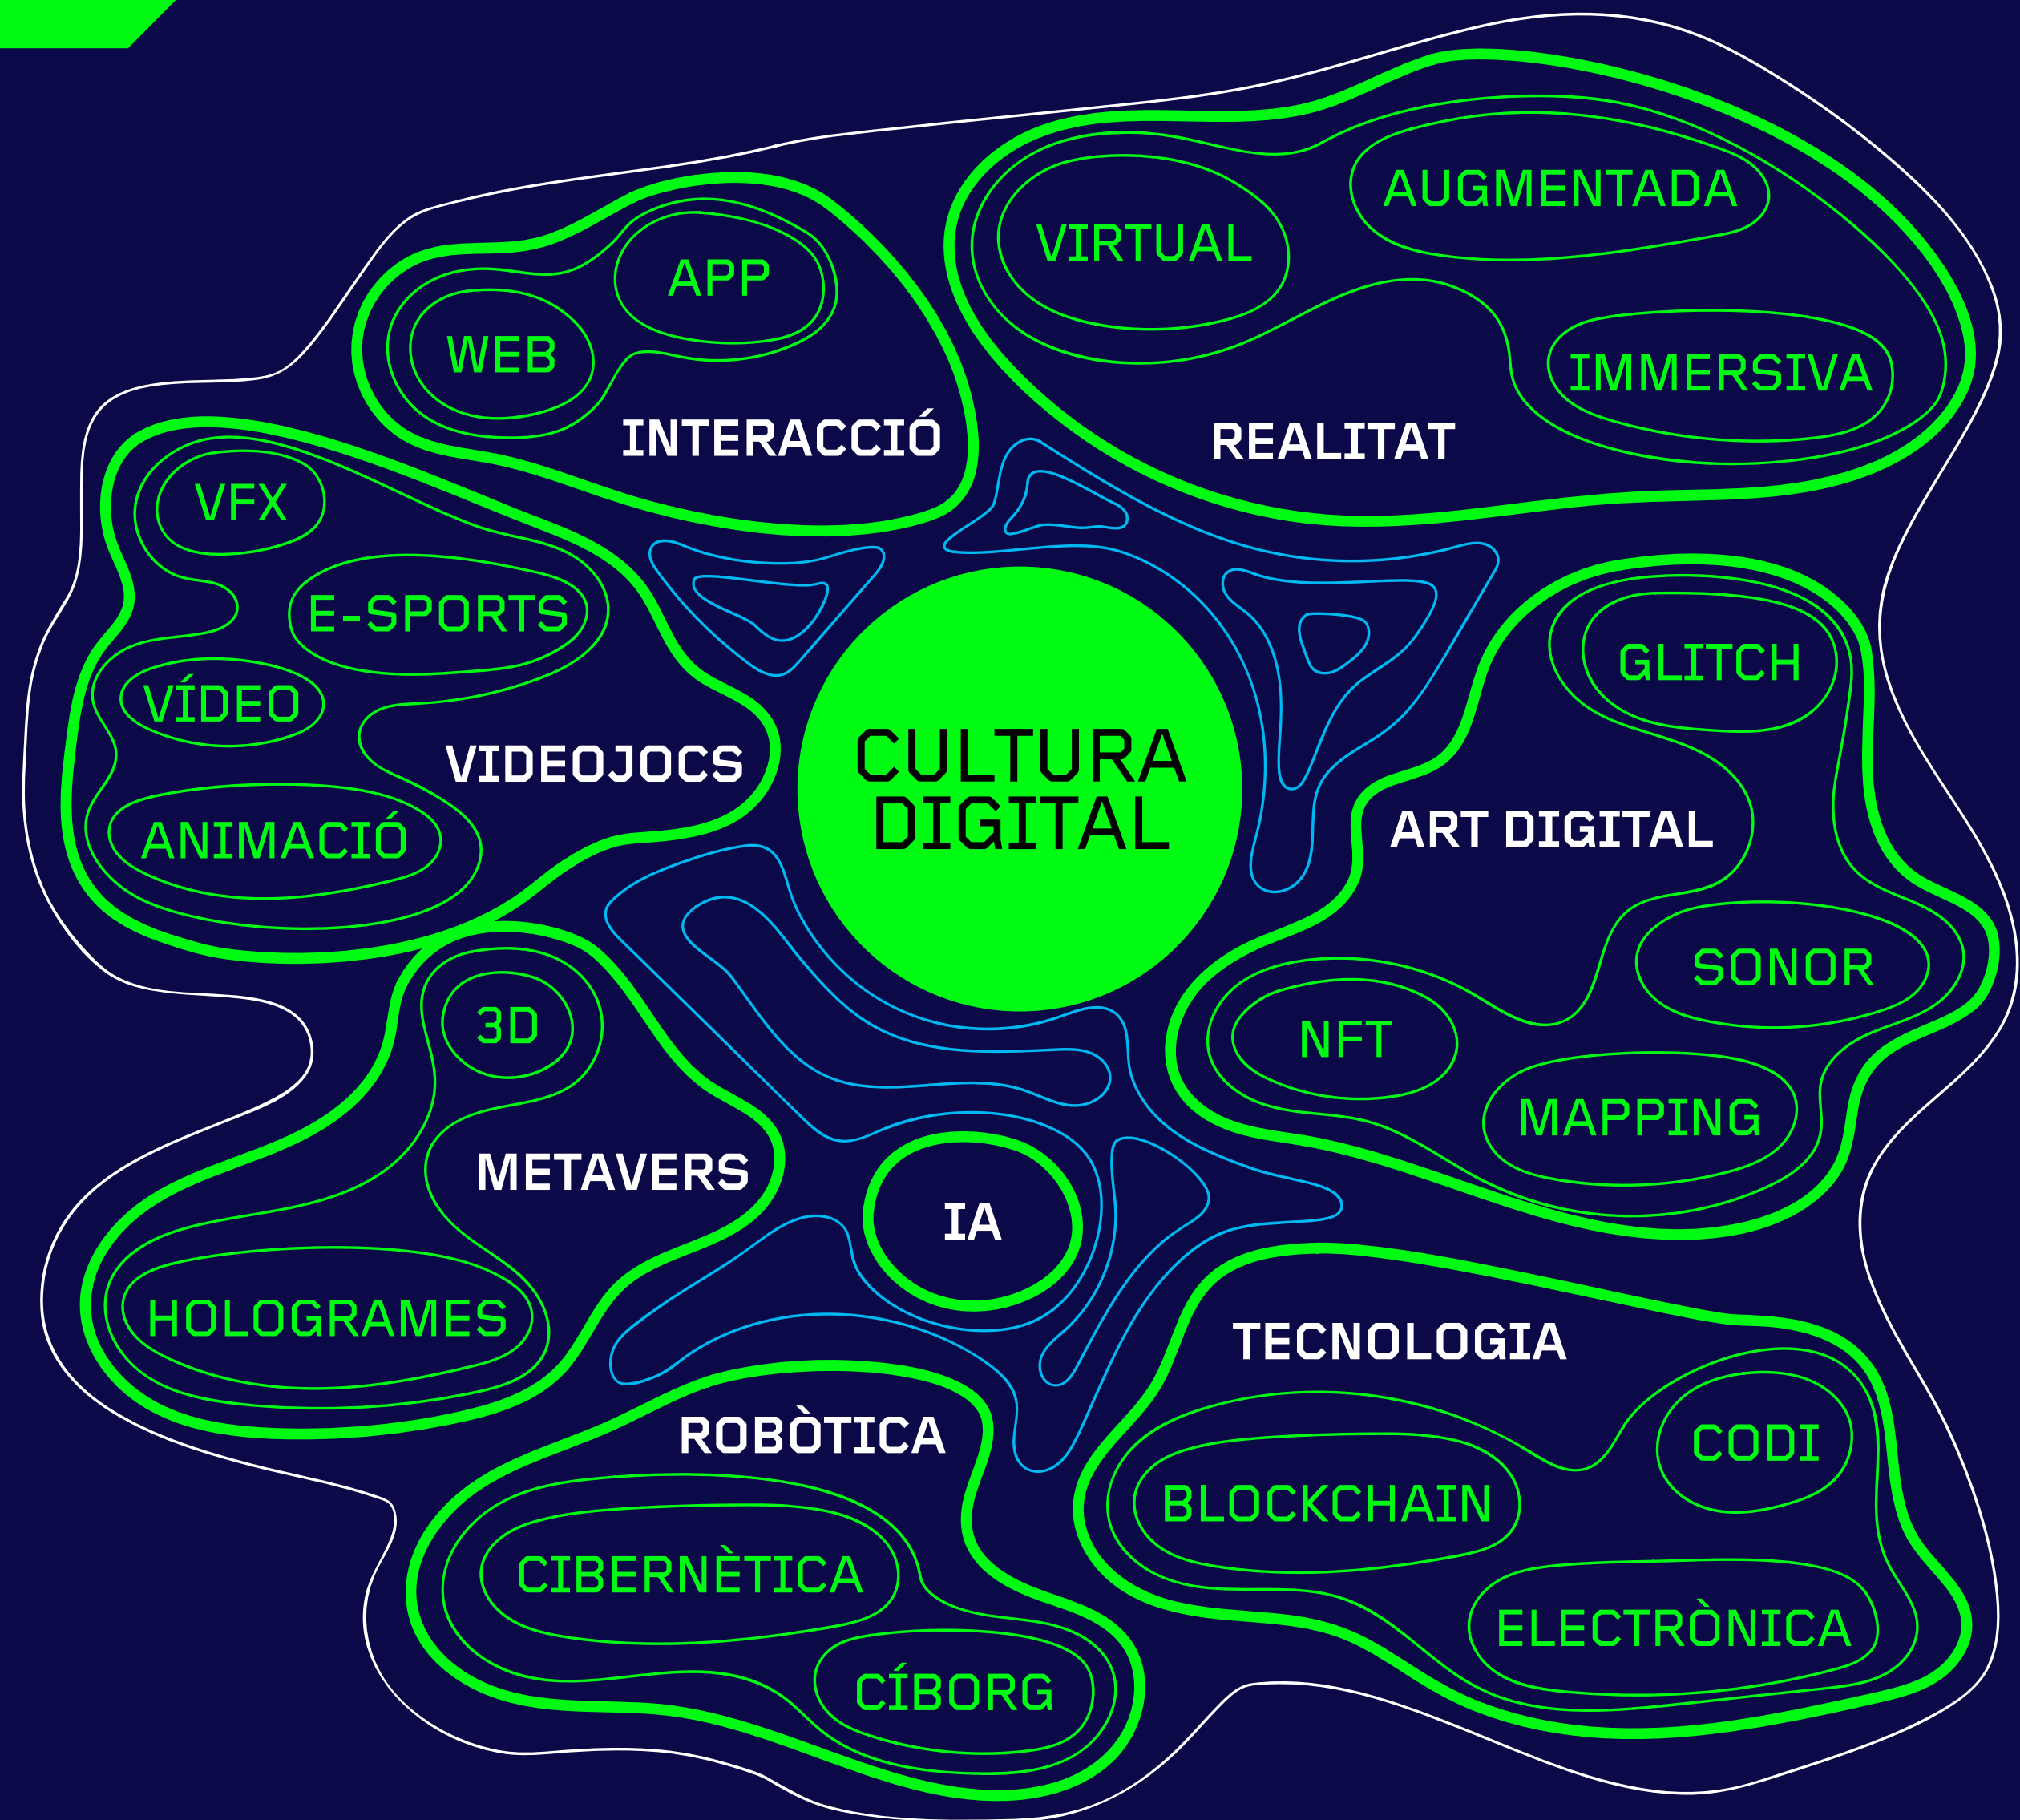 AUGMENTADA
VIRTUAL
IMMERSIVA
REALITAT
APP
WEB
INTERACCIÓ
VFX
E-SPORTS
VÍDEO
VIDEOJOCS
ANIMACIÓ
CULTURA
DIGITAL
GLITCH
ART DIGITAL
SONOR
NFT
MAPPING
3D
METAVERS
HOLOGRAMES
IA
TECNOLOGIA
CODI
BLOCKCHAIN
ELECTRÒNICA
ROBÒTICA
CIBERNÈTICA
CÍBORG